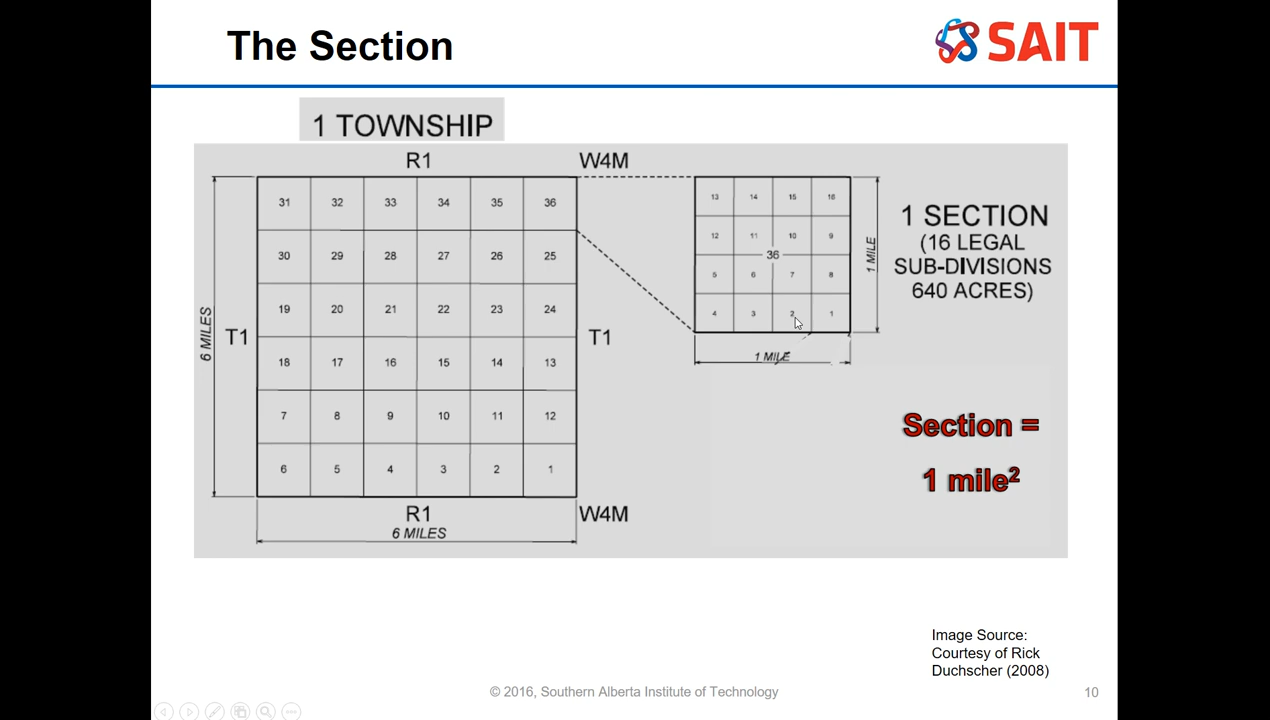 The Section
SAIT
1 TOWNSHIP
R1 W4M
31 32 33 34 35 36
30 29 28 27 26 25
19 20 21 22 23 24
18 17 16 15 14 13
7 8 9 10 11 12
6 5 4 3 2 1
6 MILES
T1
T1
R1 W4M
6 MILES
13 14 15 16
12 11 10 9
36
5 6 7 8
4 3 2 1
1 MILE
1 MILE
1 SECTION
(16 LEGAL
SUB-DIVISIONS
640 ACRES)
Section =
1 mile²
Image Source:
Courtesy of Rick
Duchscher (2008)
© 2016, Southern Alberta Institute of Technology
10